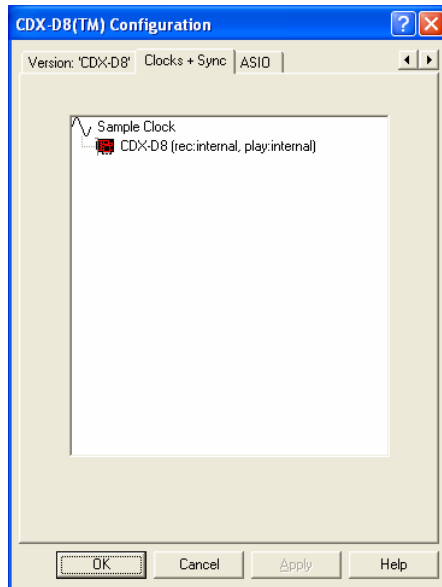 CDX-D8(TM) Configuration
Version: 'CDX-D8' Clocks + Sync ASIO
Sample Clock
CDX-D8 (rec:internal, play:internal)
OK Cancel Apply Help